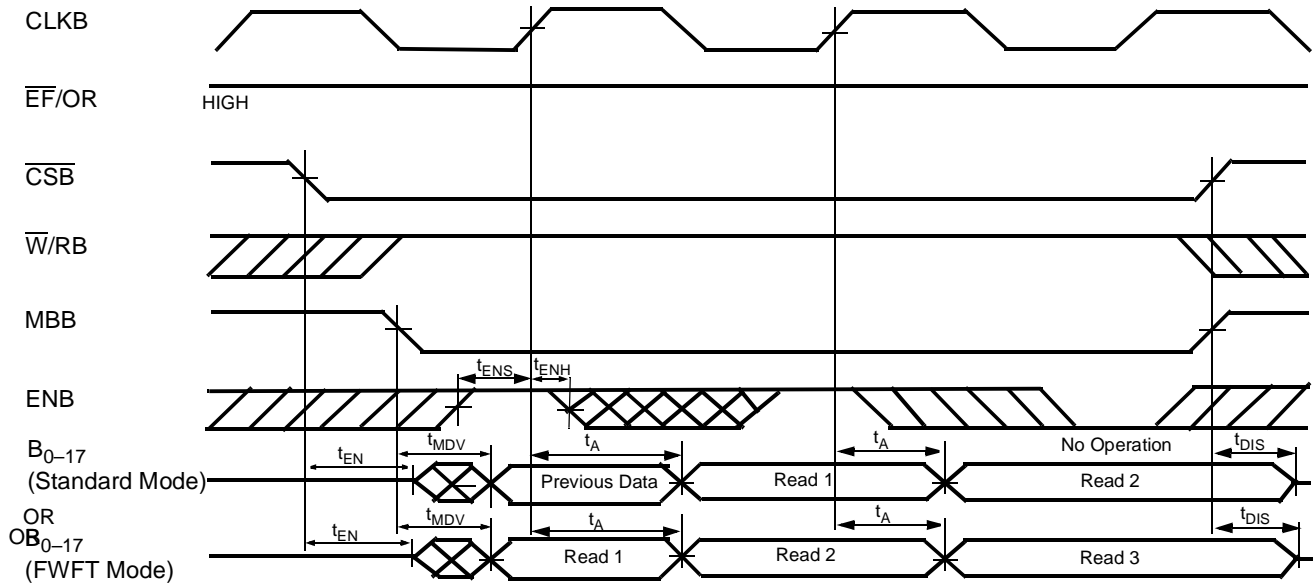 CLKB
EF/OR
HIGH
CSB
W/RB
MBB
ENB
tENS
tENH
B0–17
(Standard Mode)
tEN
tMDV
tA
tA
No Operation
tDIS
Previous Data
Read 1
Read 2
OR
OR
B0–17
(FWFT Mode)
tEN
tMDV
tA
tA
tDIS
Read 1
Read 2
Read 3